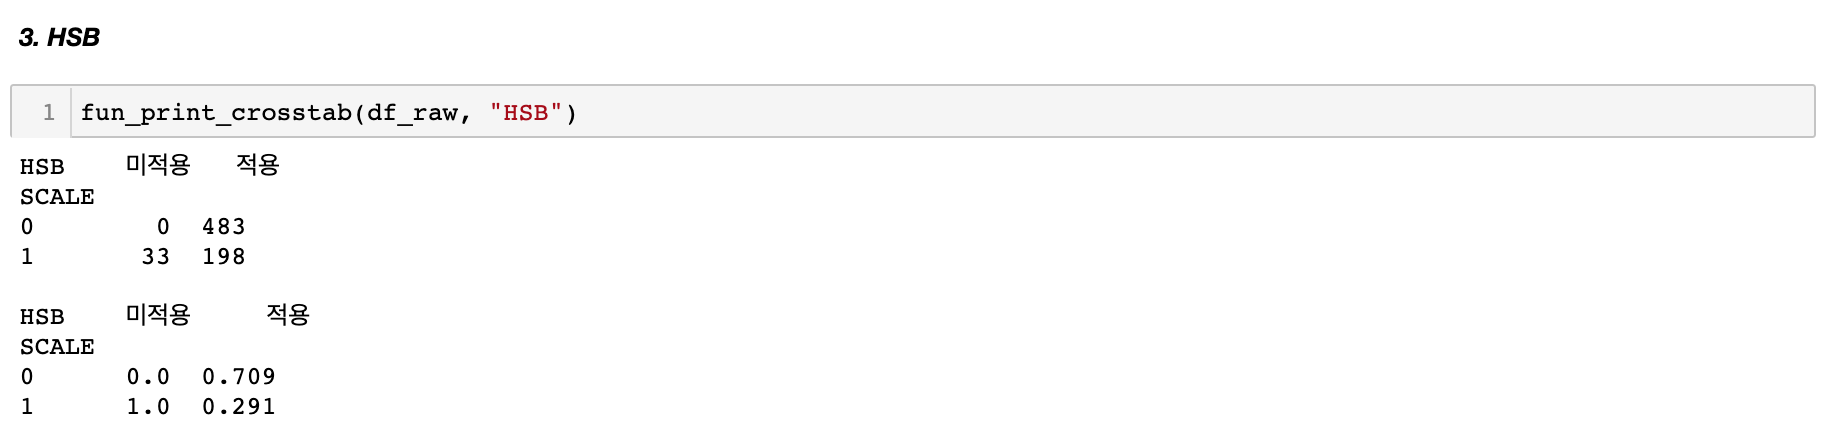 3. HSB
1 fun_print_crosstab(df_raw, "HSB")
HSB 미적용 적용
SCALE
0 0 483
1 33 198
HSB 미적용 적용
SCALE
0 0.0 0.709
1 1.0 0.291